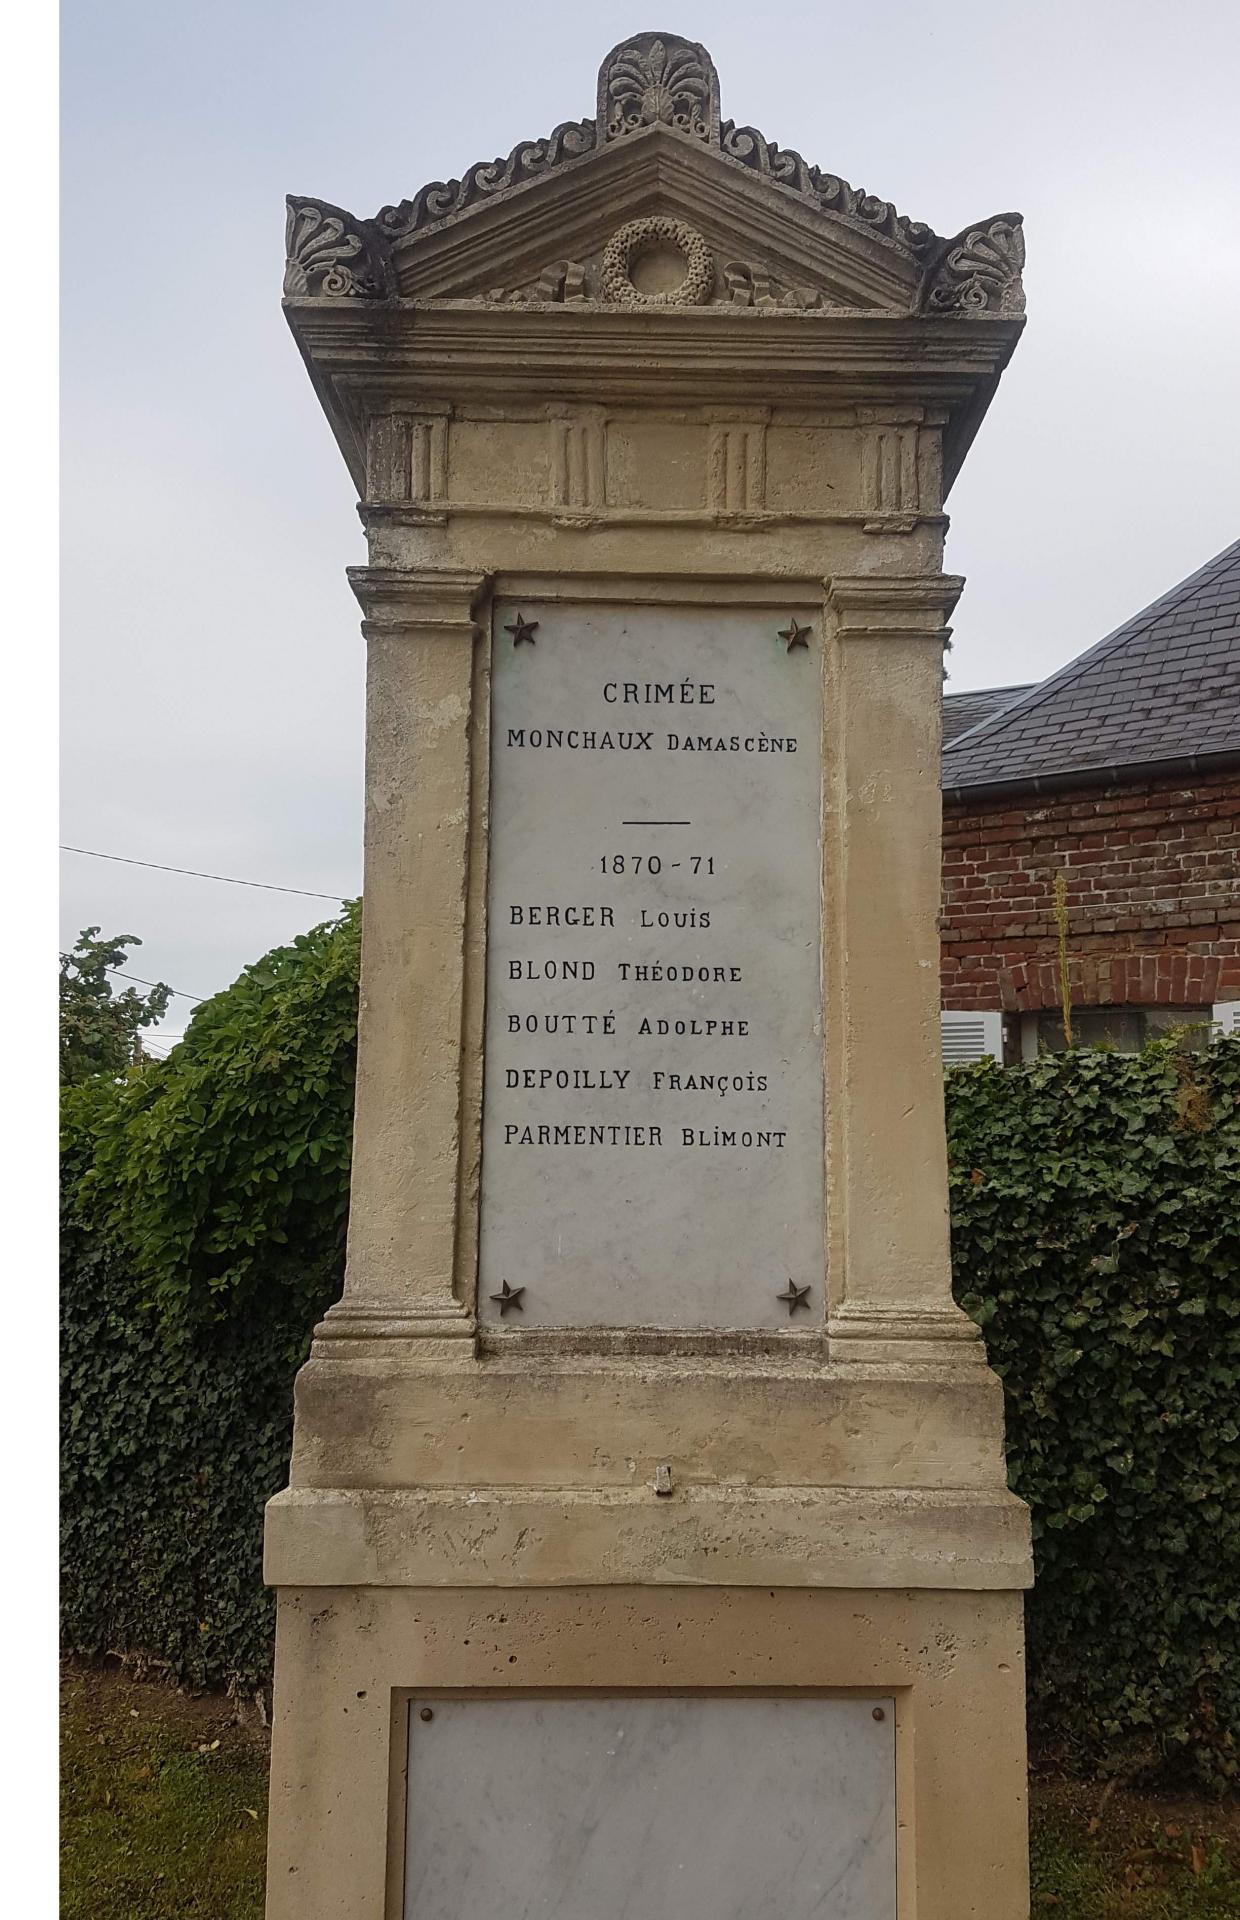 CRIMÉE
MONCHAUX DAMASCÈNE
1870-71
BERGER LOUIS
BLOND THÉODORE
BOUTTÉ ADOLPHE
DEPOILLY FRANÇOIS
PARMENTIER BLIMONT